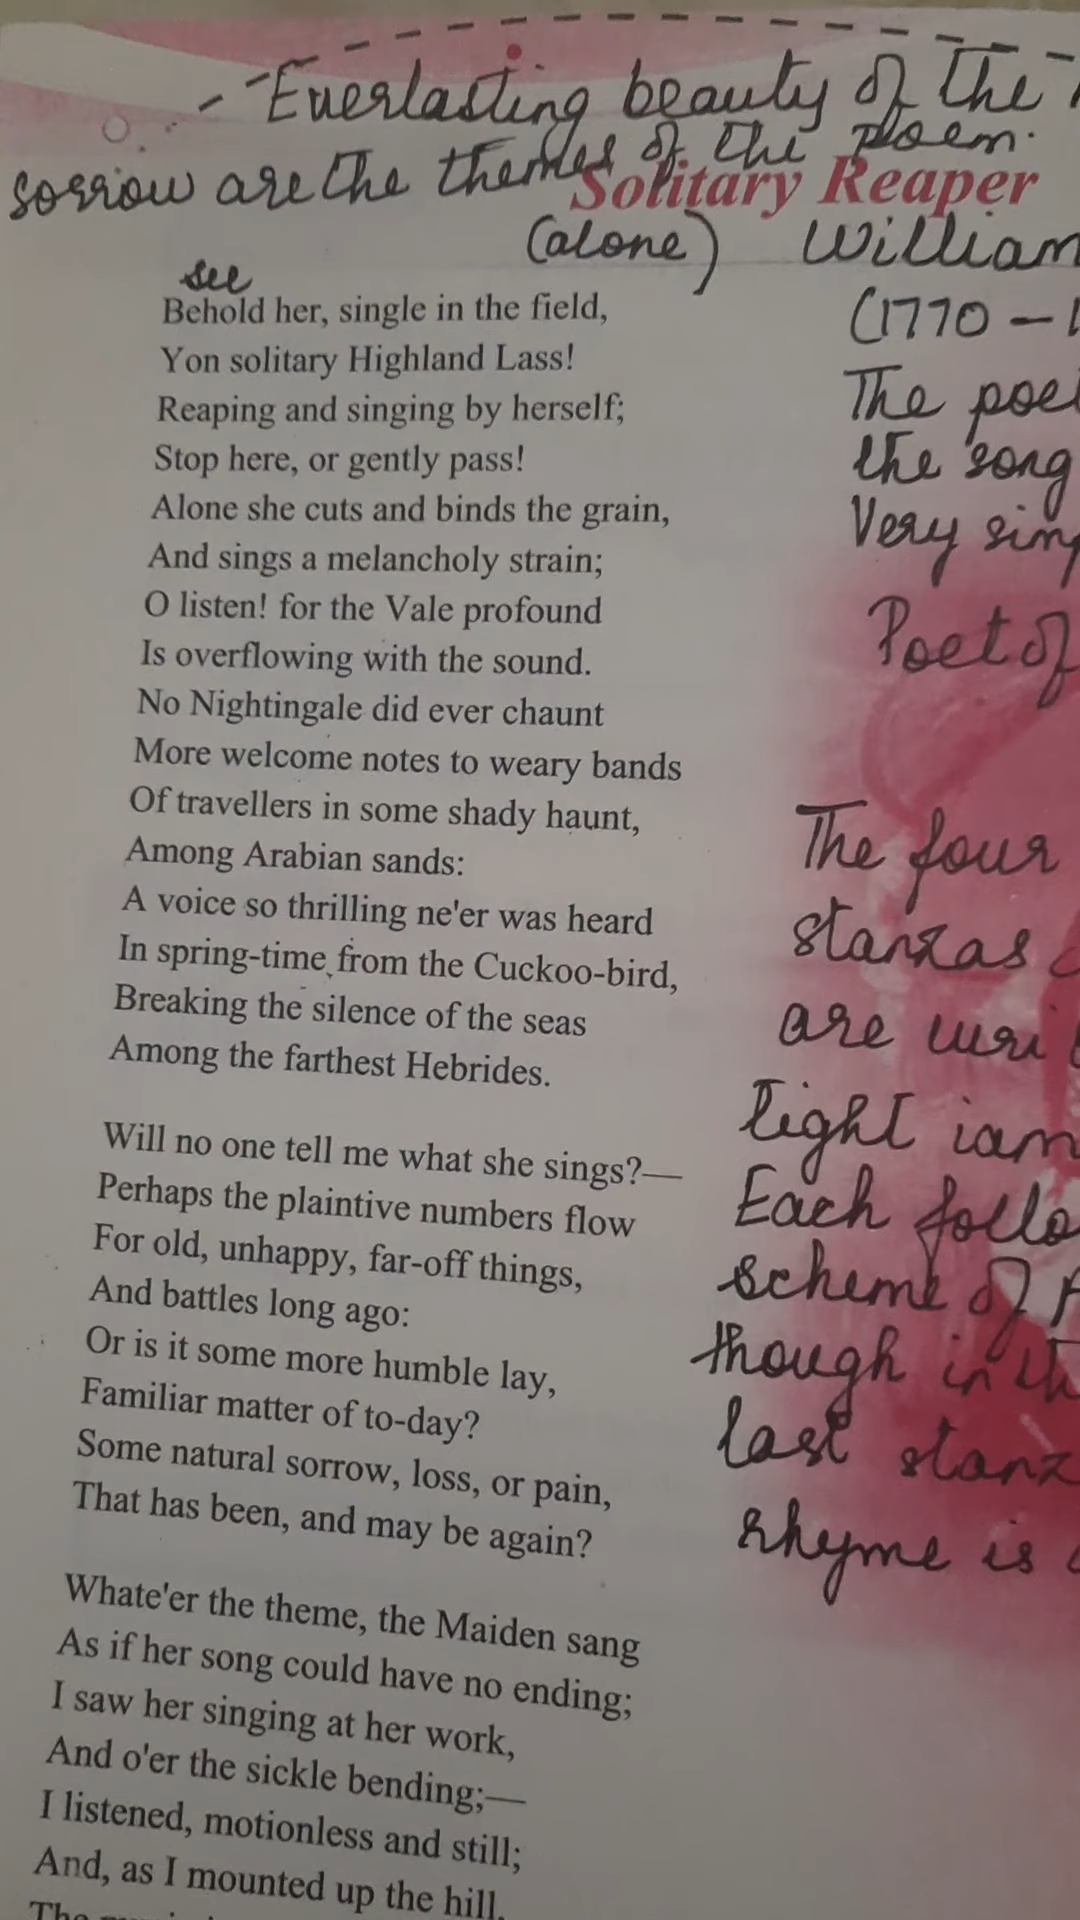 - Everlasting beauty of the
sorrow are the themes of the poem.
Solitary Reaper
(alone) William
see
Behold her, single in the field,
(1770 -
Yon solitary Highland Lass!
The poet
Reaping and singing by herself;
the song
Stop here, or gently pass!
Very
Alone she cuts and binds the grain,
And sings a melancholy strain;
O listen! for the Vale profound
Poet of
Is overflowing with the sound.
No Nightingale did ever chaunt
More welcome notes to weary bands
Of travellers in some shady haunt,
The four
Among Arabian sands:
A voice so thrilling ne'er was heard
stanzas
In spring-time from the Cuckoo-bird,
Breaking the silence of the seas
are
Among the farthest Hebrides.
Will no one tell me what she sings?—
Perhaps the plaintive numbers flow
Each
For old, unhappy, far-off things,
scheme of
And battles long ago:
Or is it some more humble lay,
though in
Familiar matter of to-day?
last
Some natural sorrow, loss, or pain,
That has been, and may be again?
rhyme is
Whate'er the theme, the Maiden sang
As if her song could have no ending;
I saw her singing at her work,
And o'er the sickle bending;—
I listened, motionless and still;
And, as I mounted up the hill,
The